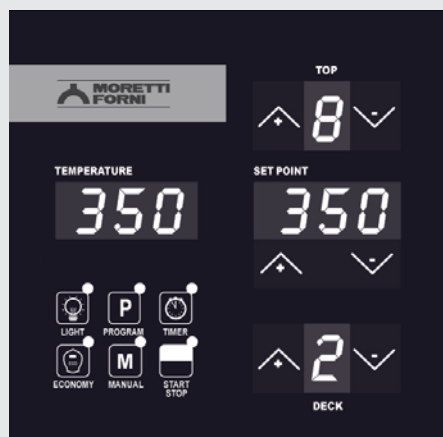 MORETTI
FORNI
TOP
+ 8 -
TEMPERATURE
350
SET POINT
350
+ -
LIGHT
P
PROGRAM
TIMER
ECONOMY
M
MANUAL
START
STOP
+ 2 -
DECK